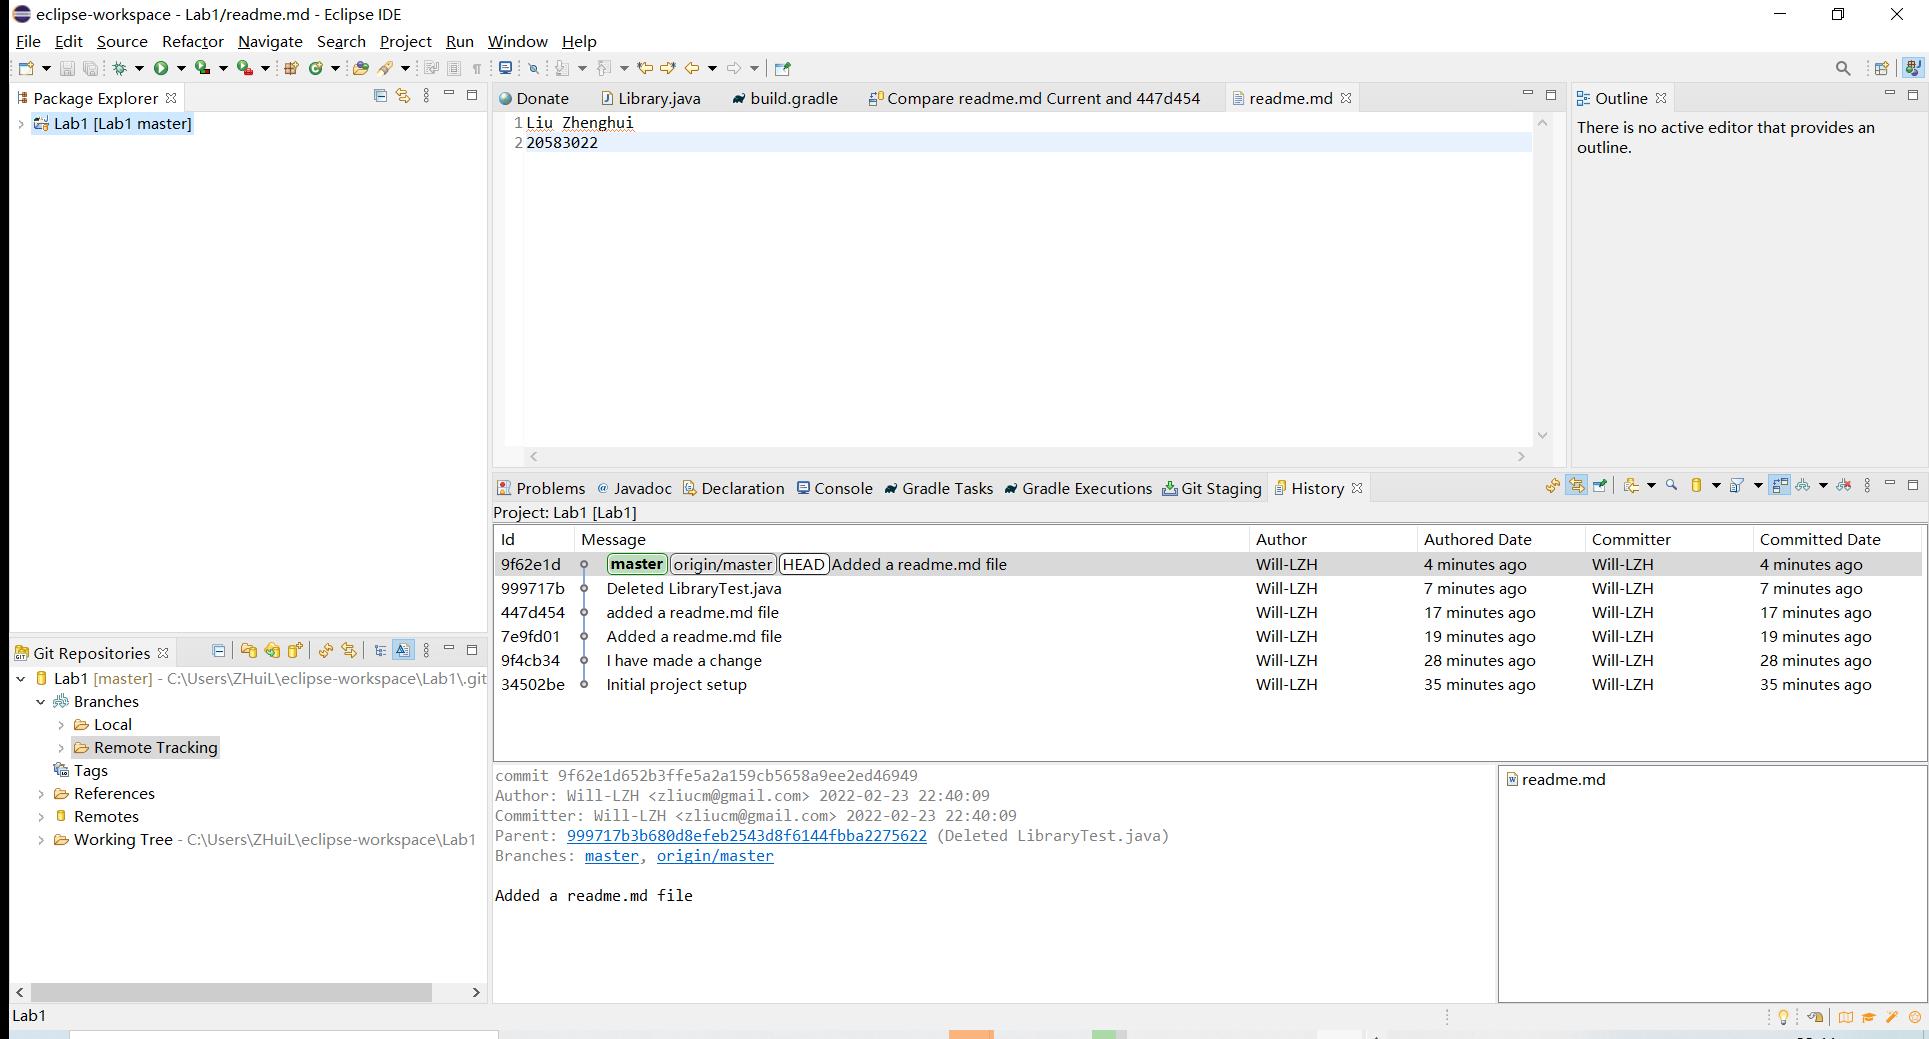 eclipse-workspace - Lab1/readme.md - Eclipse IDE
File Edit Source Refactor Navigate Search Project Run Window Help
Package Explorer
Lab1 [Lab1 master]
Donate Library.java build.gradle Compare readme.md Current and 447d454 readme.md
1 Liu Zhenghui
2 20583022
Outline
There is no active editor that provides an
outline.
Git Repositories
Lab1 [master] - C:\Users\ZHuiL\eclipse-workspace\Lab1\.git
Branches
Local
Remote Tracking
Tags
References
Remotes
Working Tree - C:\Users\ZHuiL\eclipse-workspace\Lab1
Problems @ Javadoc Declaration Console Gradle Tasks Gradle Executions Git Staging History
Project: Lab1 [Lab1]
Id Message Author Authored Date Committer Committed Date
9f62e1d master origin/master HEAD Added a readme.md file Will-LZH 4 minutes ago Will-LZH 4 minutes ago
999717b Deleted LibraryTest.java Will-LZH 7 minutes ago Will-LZH 7 minutes ago
447d454 added a readme.md file Will-LZH 17 minutes ago Will-LZH 17 minutes ago
7e9fd01 Added a readme.md file Will-LZH 19 minutes ago Will-LZH 19 minutes ago
9f4cb34 I have made a change Will-LZH 28 minutes ago Will-LZH 28 minutes ago
34502be Initial project setup Will-LZH 35 minutes ago Will-LZH 35 minutes ago
commit 9f62e1d652b3ffe5a2a159cb5658a9ee2ed46949
Author: Will-LZH <zliucm@gmail.com> 2022-02-23 22:40:09
Committer: Will-LZH <zliucm@gmail.com> 2022-02-23 22:40:09
Parent: 999717b3b680d8efeb2543d8f6144fbba2275622 (Deleted LibraryTest.java)
Branches: master, origin/master
Added a readme.md file
readme.md
Lab1